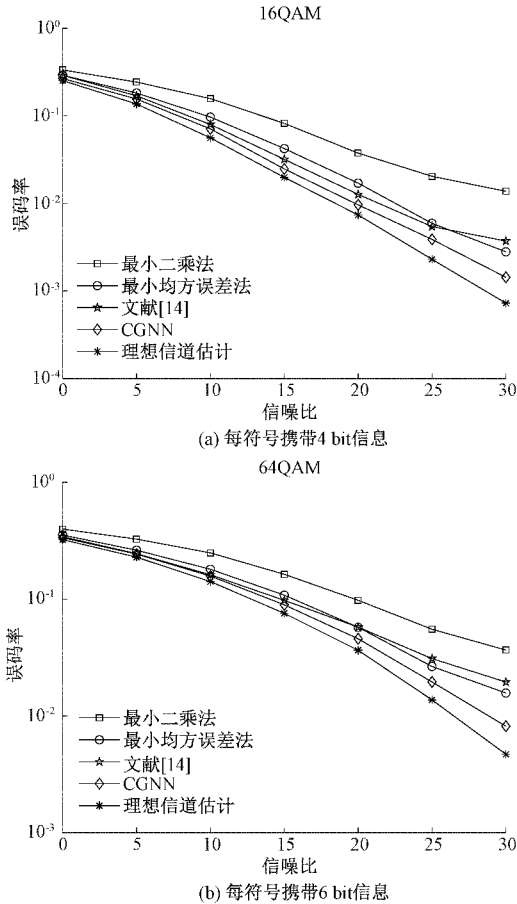 16QAM
10⁰
10⁻¹
10⁻²
10⁻³
10⁻⁴
误码率
最小二乘法
最小均方误差法
文献[14]
CGNN
理想信道估计
0 5 10 15 20 25 30
信噪比
(a) 每符号携带4 bit信息
64QAM
10⁰
10⁻¹
10⁻²
10⁻³
误码率
最小二乘法
最小均方误差法
文献[14]
CGNN
理想信道估计
0 5 10 15 20 25 30
信噪比
(b) 每符号携带6 bit信息